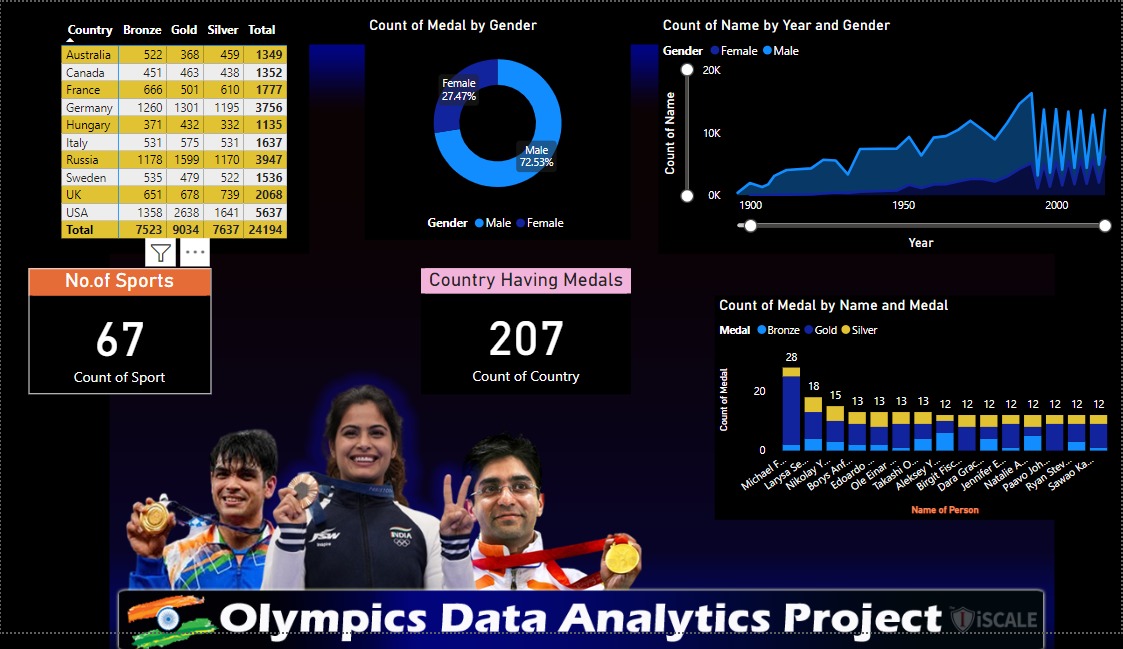 Country Bronze Gold Silver Total
Australia 522 368 459 1349
Canada 451 463 438 1352
France 666 501 610 1777
Germany 1260 1301 1195 3756
Hungary 371 432 332 1135
Italy 531 575 531 1637
Russia 1178 1599 1170 3947
Sweden 535 479 522 1536
UK 651 678 739 2068
USA 1358 2638 1641 5637
Total 7523 9034 7637 24194
Count of Medal by Gender
Female
27.47%
Male
72.53%
Gender Male Female
Count of Name by Year and Gender
Gender Female Male
Count of Name
20K
10K
0K
1900 1950 2000
Year
No.of Sports
67
Count of Sport
Country Having Medals
207
Count of Country
Count of Medal by Name and Medal
Medal Bronze Gold Silver
Count of Medal
20
0
28 18 15 13 13 13 13 12 12 12 12 12 12 12 12
Michael F...
Larysa Se...
Nikolay Y...
Borys Anf...
Edoardo ...
Ole Einar ...
Takashi O...
Aleksey Y...
Birgit Fisc...
Dara Grac...
Jennifer E...
Natalie A...
Paavo Joh...
Ryan Stev...
Sawao Ka...
Name of Person
JSW
Inspire
INDIA
Olympics Data Analytics Project
iSCALE